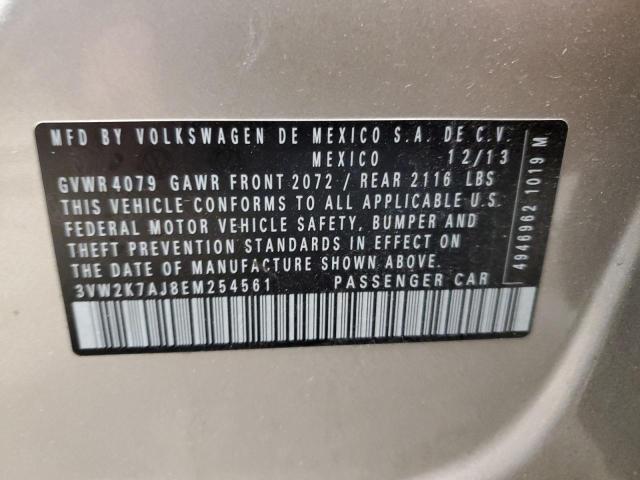 MFD BY VOLKSWAGEN DE MEXICO S.A. DE C.V.
MEXICO 12/13
GVWR 4079 GAWR FRONT 2072 / REAR 2116 LBS
THIS VEHICLE CONFORMS TO ALL APPLICABLE U.S.
FEDERAL MOTOR VEHICLE SAFETY, BUMPER AND
THEFT PREVENTION STANDARDS IN EFFECT ON
THE DATE OF MANUFACTURE SHOWN ABOVE.
3VW2K7AJ8EM254561 PASSENGER CAR
4946962 1019 M